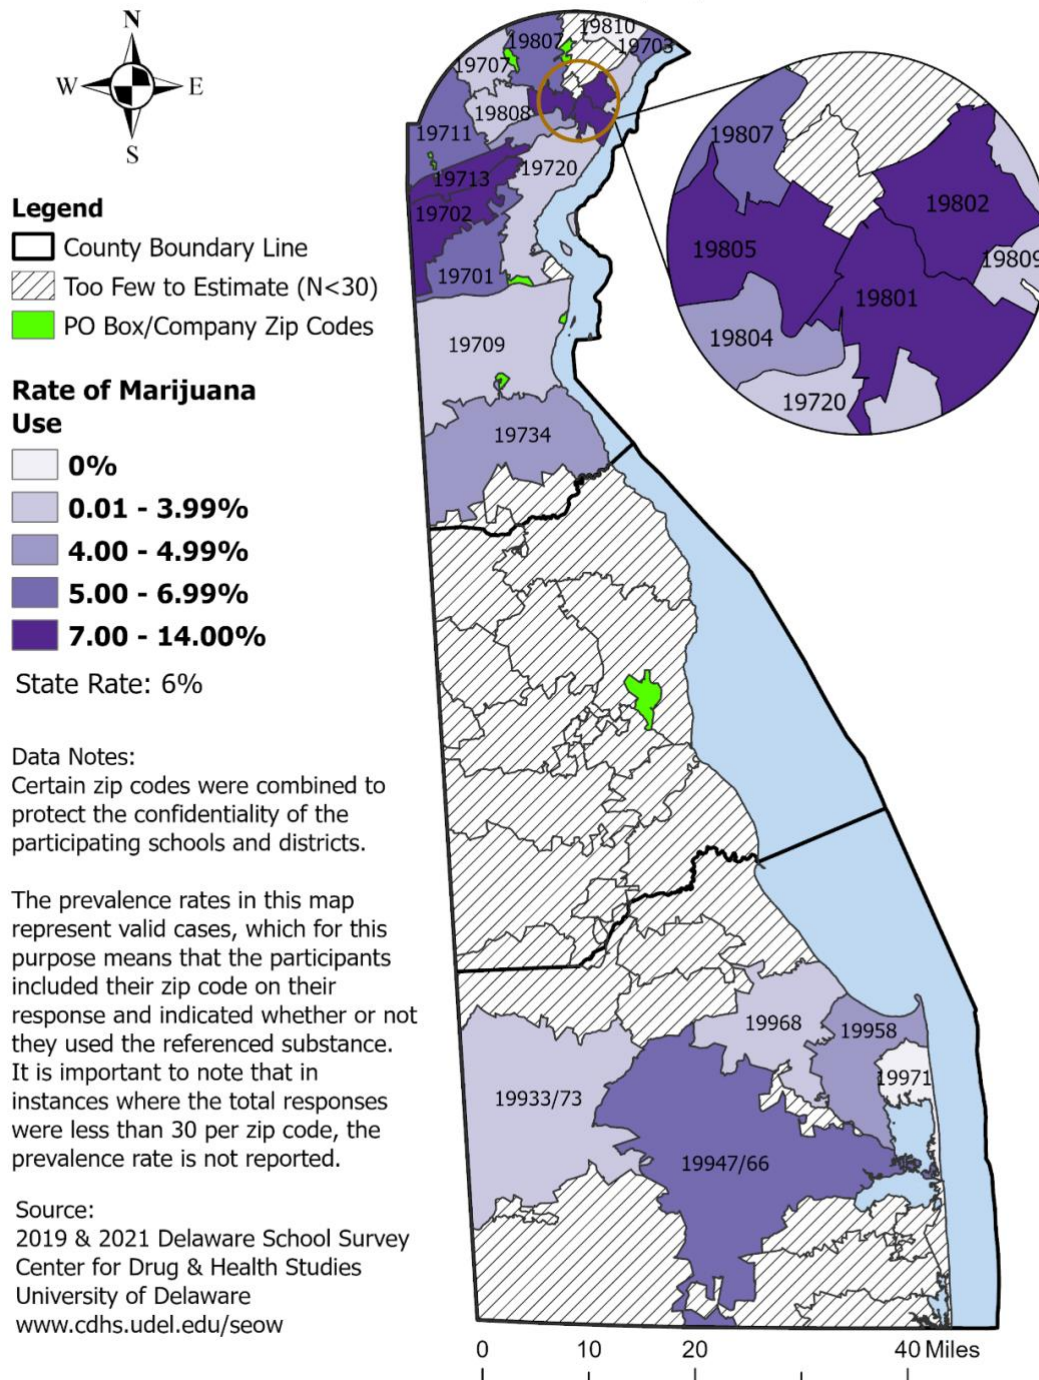 N
W
E
S
Legend
County Boundary Line
Too Few to Estimate (N<30)
PO Box/Company Zip Codes
Rate of Marijuana
Use
0%
0.01 - 3.99%
4.00 - 4.99%
5.00 - 6.99%
7.00 - 14.00%
State Rate: 6%
Data Notes:
Certain zip codes were combined to
protect the confidentiality of the
participating schools and districts.
The prevalence rates in this map
represent valid cases, which for this
purpose means that the participants
included their zip code on their
response and indicated whether or not
they used the referenced substance.
It is important to note that in
instances where the total responses
were less than 30 per zip code, the
prevalence rate is not reported.
Source:
2019 & 2021 Delaware School Survey
Center for Drug & Health Studies
University of Delaware
www.cdhs.udel.edu/seow
19810
19807
19703
19707
19808
19711
19720
19713
19702
19701
19709
19734
19807
19802
19805
19809
19801
19804
19720
19968
19958
19971
19933/73
19947/66
0 10 20 40 Miles